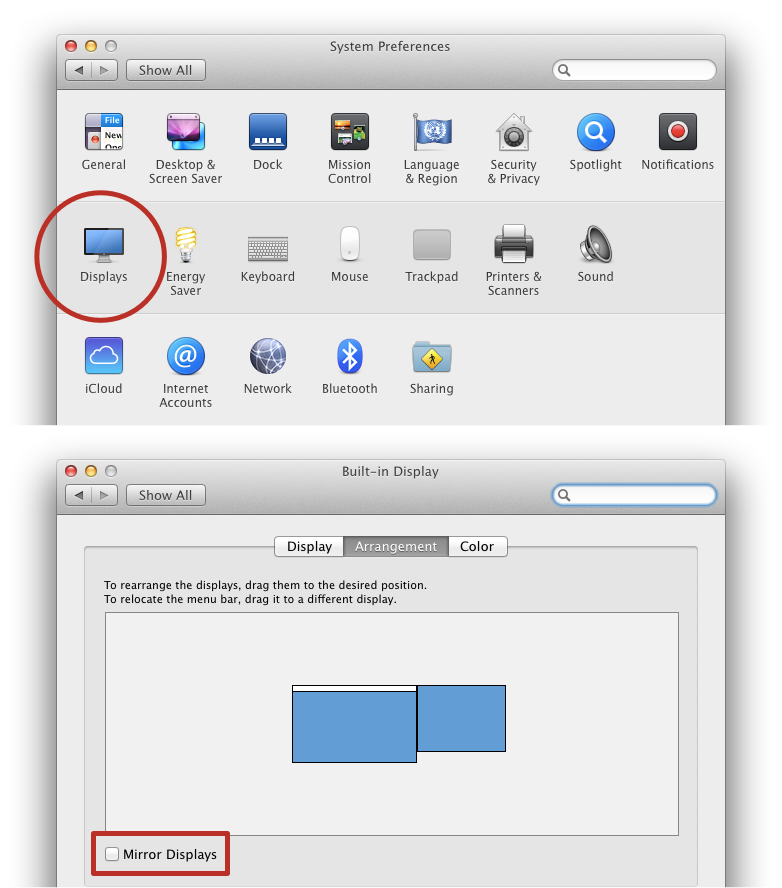 System Preferences
Show All
File
New
General
Desktop &
Screen Saver
Dock
Mission
Control
Language
& Region
Security
& Privacy
Spotlight
Notifications
Displays
Energy
Saver
Keyboard
Mouse
Trackpad
Printers &
Scanners
Sound
iCloud
@
Internet
Accounts
Network
Bluetooth
Sharing
Built-in Display
Show All
Display
Arrangement
Color
To rearrange the displays, drag them to the desired position.
To relocate the menu bar, drag it to a different display.
Mirror Displays